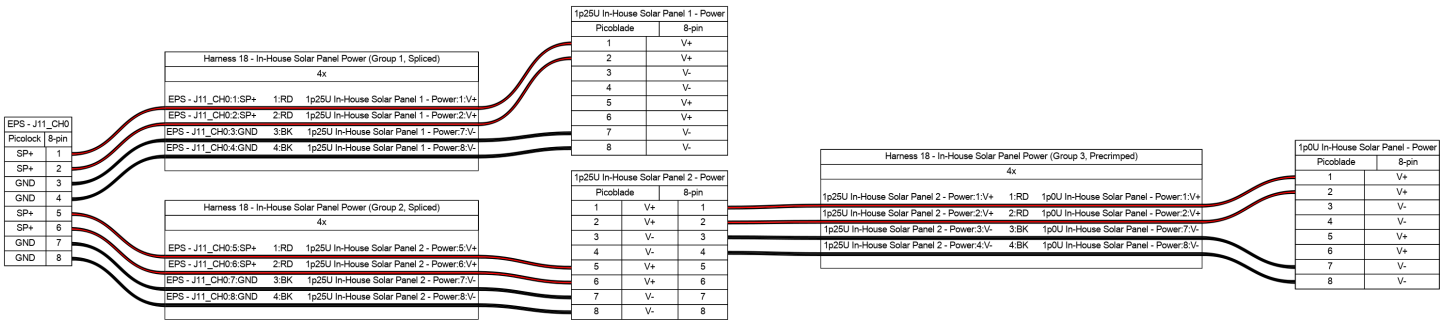 EPS - J11_CH0
Picolock 8-pin
SP+ 1
SP+ 2
GND 3
GND 4
SP+ 5
SP+ 6
GND 7
GND 8
Harness 18 - In-House Solar Panel Power (Group 1, Spliced)
4x
EPS - J11_CH0:1:SP+ 1:RD 1p25U In-House Solar Panel 1 - Power:1:V+
EPS - J11_CH0:2:SP+ 2:RD 1p25U In-House Solar Panel 1 - Power:2:V+
EPS - J11_CH0:3:GND 3:BK 1p25U In-House Solar Panel 1 - Power:7:V-
EPS - J11_CH0:4:GND 4:BK 1p25U In-House Solar Panel 1 - Power:8:V-
Harness 18 - In-House Solar Panel Power (Group 2, Spliced)
4x
EPS - J11_CH0:5:SP+ 1:RD 1p25U In-House Solar Panel 2 - Power:5:V+
EPS - J11_CH0:6:SP+ 2:RD 1p25U In-House Solar Panel 2 - Power:6:V+
EPS - J11_CH0:7:GND 3:BK 1p25U In-House Solar Panel 2 - Power:7:V-
EPS - J11_CH0:8:GND 4:BK 1p25U In-House Solar Panel 2 - Power:8:V-
1p25U In-House Solar Panel 1 - Power
Picoblade 8-pin
1 V+
2 V+
3 V-
4 V-
5 V+
6 V+
7 V-
8 V-
1p25U In-House Solar Panel 2 - Power
Picoblade 8-pin
1 V+ 1
2 V+ 2
3 V- 3
4 V- 4
5 V+ 5
6 V+ 6
7 V- 7
8 V- 8
Harness 18 - In-House Solar Panel Power (Group 3, Precrimped)
4x
1p25U In-House Solar Panel 2 - Power:1:V+ 1:RD 1p0U In-House Solar Panel - Power:1:V+
1p25U In-House Solar Panel 2 - Power:2:V+ 2:RD 1p0U In-House Solar Panel - Power:2:V+
1p25U In-House Solar Panel 2 - Power:3:V- 3:BK 1p0U In-House Solar Panel - Power:7:V-
1p25U In-House Solar Panel 2 - Power:4:V- 4:BK 1p0U In-House Solar Panel - Power:8:V-
1p0U In-House Solar Panel - Power
Picoblade 8-pin
1 V+
2 V+
3 V-
4 V-
5 V+
6 V+
7 V-
8 V-